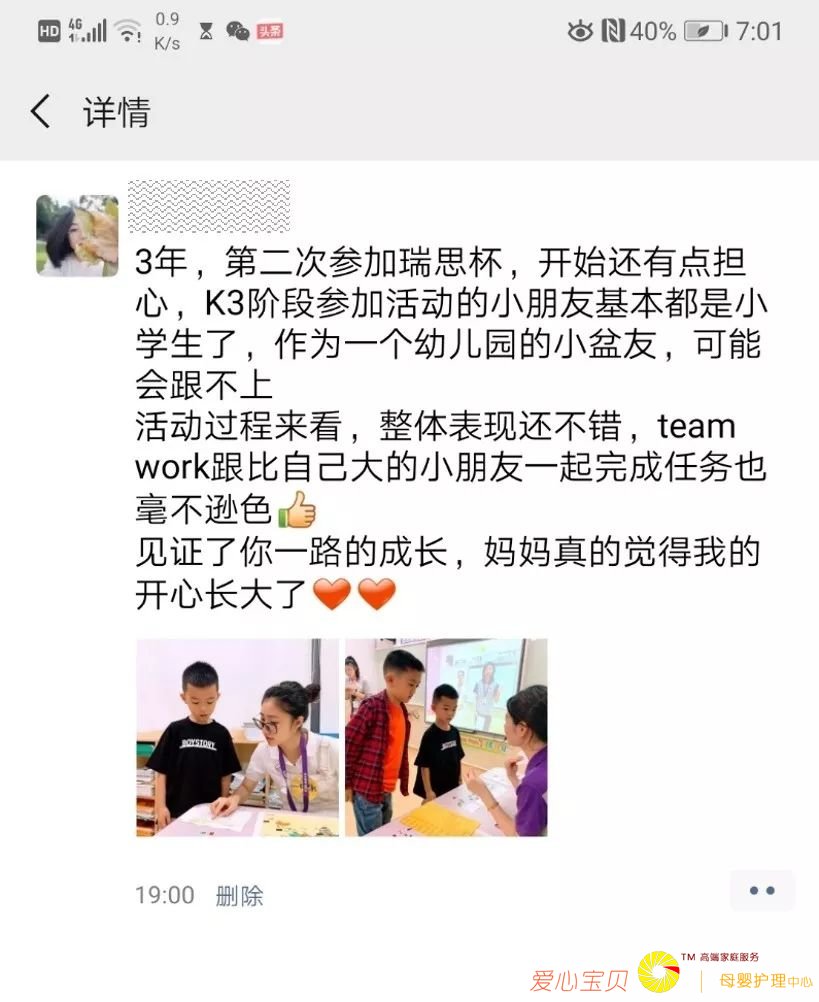 HD 4G 0.9 K/s 头条 40% 7:01
详情
3年，第二次参加瑞思杯，开始还有点担
心，K3阶段参加活动的小朋友基本都是小
学生了，作为一个幼儿园的小盆友，可能
会跟不上
活动过程来看，整体表现还不错，team
work跟比自己大的小朋友一起完成任务也
毫不逊色
见证了你一路的成长，妈妈真的觉得我的
开心长大了
BOYSTORY
19:00 删除
爱心宝贝 TM 高端家庭服务
母婴护理中心